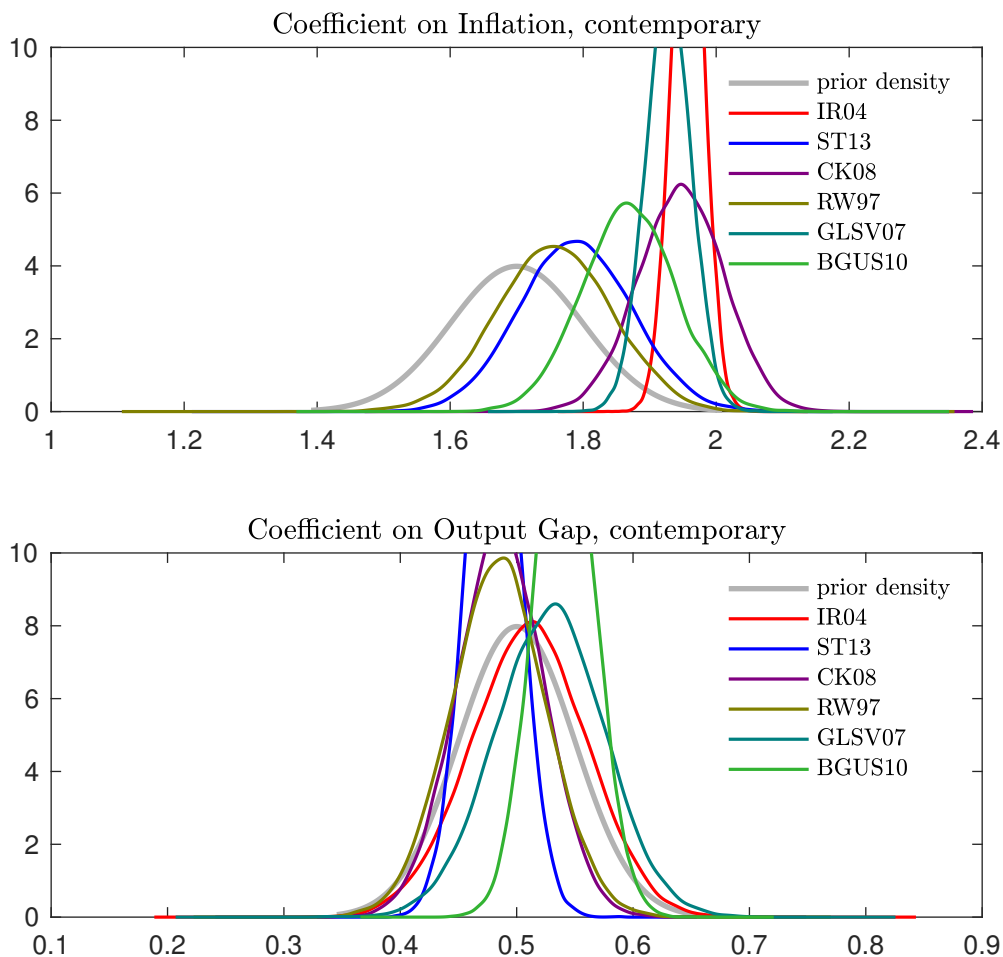 Coefficient on Inflation, contemporary
10
8
6
4
2
0
prior density
IR04
ST13
CK08
RW97
GLSV07
BGUS10
1 1.2 1.4 1.6 1.8 2 2.2 2.4
Coefficient on Output Gap, contemporary
10
8
6
4
2
0
prior density
IR04
ST13
CK08
RW97
GLSV07
BGUS10
0.1 0.2 0.3 0.4 0.5 0.6 0.7 0.8 0.9